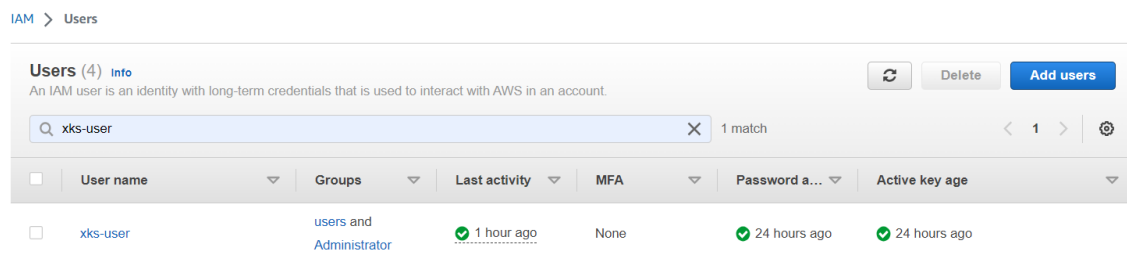 IAM > Users
Users (4) Info
An IAM user is an identity with long-term credentials that is used to interact with AWS in an account.
Delete
Add users
xks-user
1 match
1
User name Groups Last activity MFA Password a... Active key age
xks-user users and Administrator 1 hour ago None 24 hours ago 24 hours ago